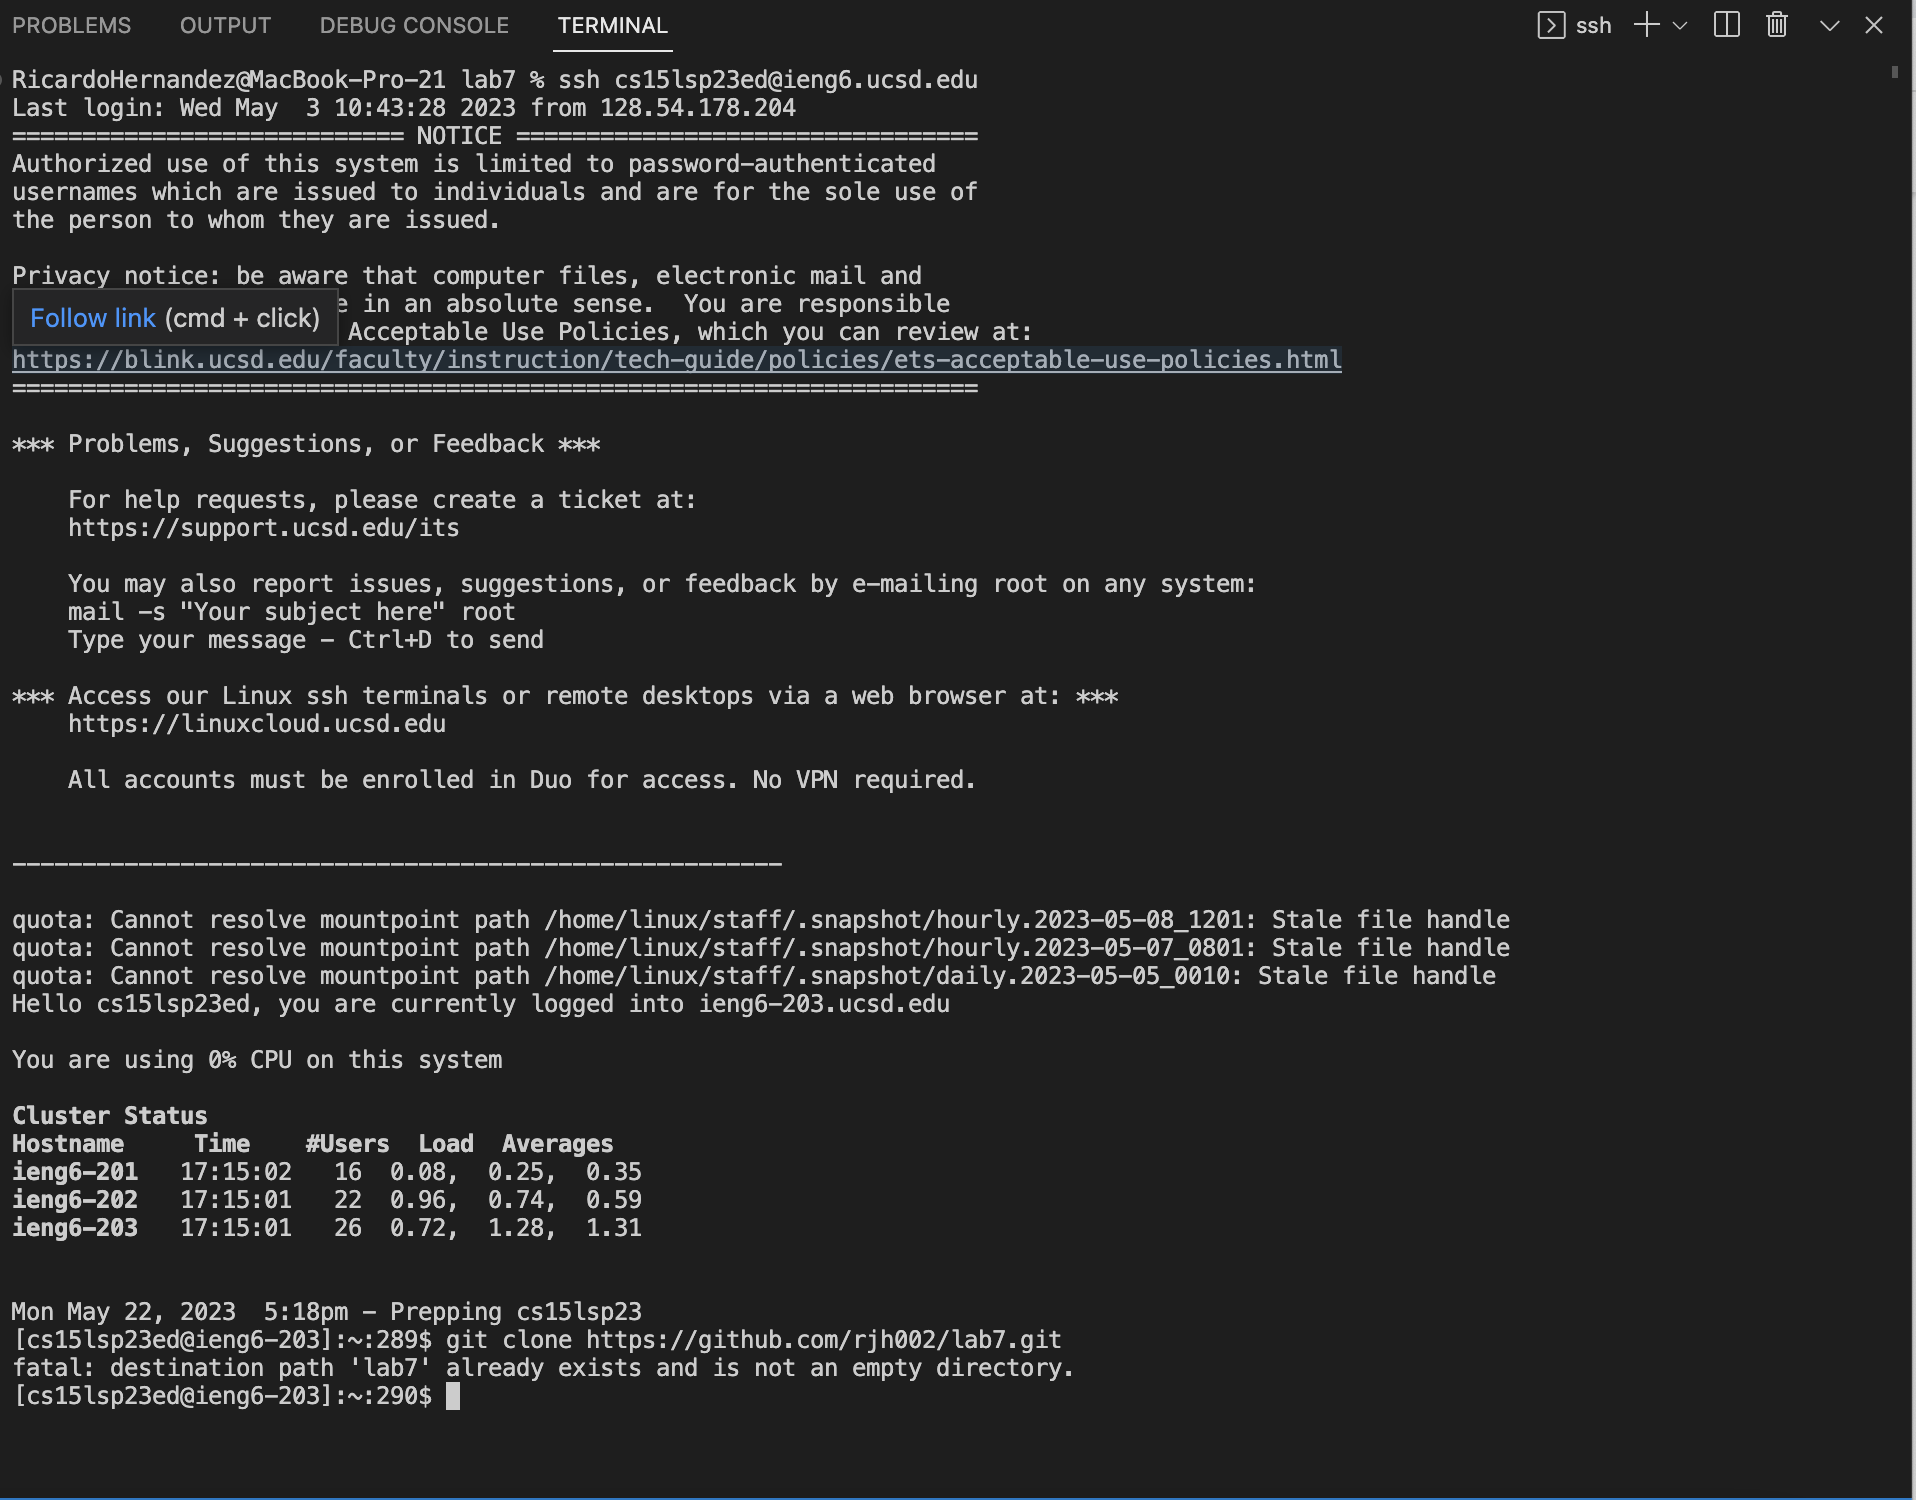 PROBLEMS OUTPUT DEBUG CONSOLE TERMINAL ssh
RicardoHernandez@MacBook-Pro-21 lab7 % ssh cs15lsp23ed@ieng6.ucsd.edu
Last login: Wed May  3 10:43:28 2023 from 128.54.178.204
============================ NOTICE =================================
Authorized use of this system is limited to password-authenticated
usernames which are issued to individuals and are for the sole use of
the person to whom they are issued.
Privacy notice: be aware that computer files, electronic mail and
e in an absolute sense.  You are responsible
Follow link (cmd + click)
Acceptable Use Policies, which you can review at:
https://blink.ucsd.edu/faculty/instruction/tech-guide/policies/ets-acceptable-use-policies.html
=====================================================================
*** Problems, Suggestions, or Feedback ***
For help requests, please create a ticket at:
https://support.ucsd.edu/its
You may also report issues, suggestions, or feedback by e-mailing root on any system:
mail -s "Your subject here" root
Type your message - Ctrl+D to send
*** Access our Linux ssh terminals or remote desktops via a web browser at: ***
https://linuxcloud.ucsd.edu
All accounts must be enrolled in Duo for access. No VPN required.
-------------------------------------------------------
quota: Cannot resolve mountpoint path /home/linux/staff/.snapshot/hourly.2023-05-08_1201: Stale file handle
quota: Cannot resolve mountpoint path /home/linux/staff/.snapshot/hourly.2023-05-07_0801: Stale file handle
quota: Cannot resolve mountpoint path /home/linux/staff/.snapshot/daily.2023-05-05_0010: Stale file handle
Hello cs15lsp23ed, you are currently logged into ieng6-203.ucsd.edu
You are using 0% CPU on this system
Cluster Status
Hostname     Time    #Users  Load  Averages
ieng6-201   17:15:02   16  0.08,  0.25,  0.35
ieng6-202   17:15:01   22  0.96,  0.74,  0.59
ieng6-203   17:15:01   26  0.72,  1.28,  1.31
Mon May 22, 2023  5:18pm - Prepping cs15lsp23
[cs15lsp23ed@ieng6-203]:~:289$ git clone https://github.com/rjh002/lab7.git
fatal: destination path 'lab7' already exists and is not an empty directory.
[cs15lsp23ed@ieng6-203]:~:290$